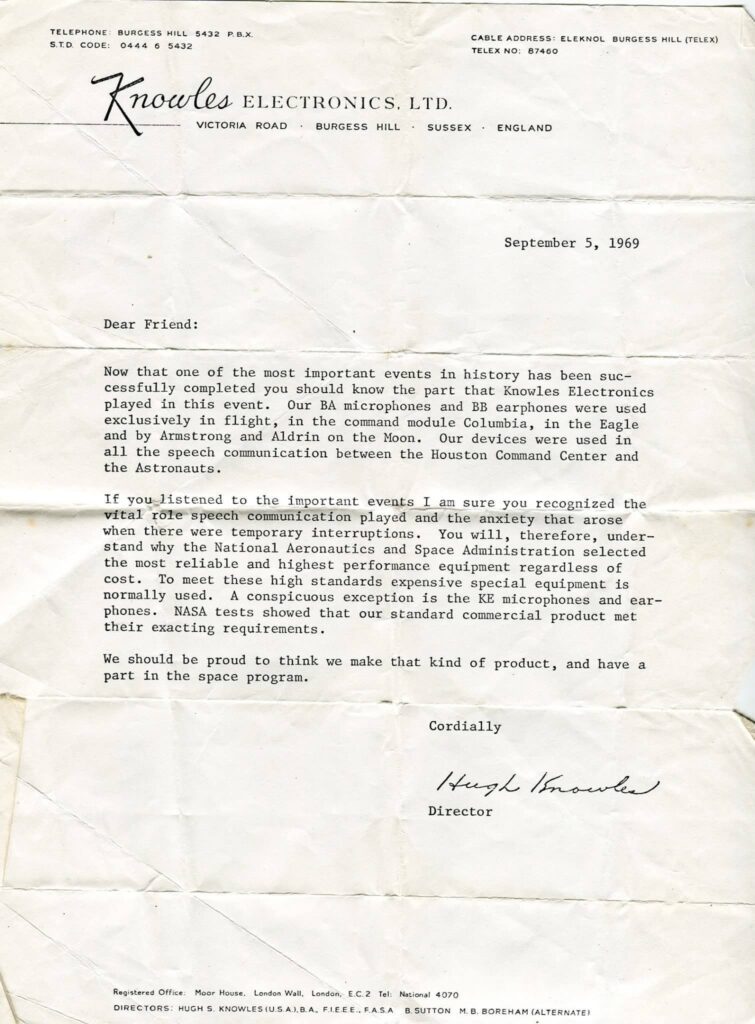 TELEPHONE: BURGESS HILL 5432 P.B.X.
S.T.D. CODE: 0444 6 5432
CABLE ADDRESS: ELEKNOL BURGESS HILL (TELEX)
TELEX NO: 87460
Knowles ELECTRONICS, LTD.
VICTORIA ROAD · BURGESS HILL · SUSSEX · ENGLAND
September 5, 1969
Dear Friend:
Now that one of the most important events in history has been suc-
cessfully completed you should know the part that Knowles Electronics
played in this event. Our BA microphones and BB earphones were used
exclusively in flight, in the command module Columbia, in the Eagle
and by Armstrong and Aldrin on the Moon. Our devices were used in
all the speech communication between the Houston Command Center and
the Astronauts.
If you listened to the important events I am sure you recognized the
vital role speech communication played and the anxiety that arose
when there were temporary interruptions. You will, therefore, under-
stand why the National Aeronautics and Space Administration selected
the most reliable and highest performance equipment regardless of
cost. To meet these high standards expensive special equipment is
normally used. A conspicuous exception is the KE microphones and ear-
phones. NASA tests showed that our standard commercial product met
their exacting requirements.
We should be proud to think we make that kind of product, and have a
part in the space program.
Cordially
Hugh Knowles
Director
Registered Office: Moor House, London Wall, London, E.C.2 Tel: National 4070
DIRECTORS: HUGH S. KNOWLES (U.S.A.), B.A., F.I.E.E.E., F.A.S.A B. SUTTON M. B. BOREHAM (ALTERNATE)